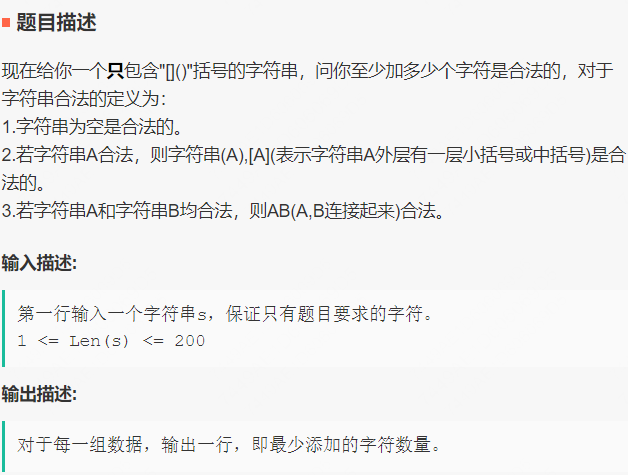 题目描述
现在给你一个只包含"[]()"括号的字符串，问你至少加多少个字符是合法的，对于
字符串合法的定义为：
1.字符串为空是合法的。
2.若字符串A合法，则字符串(A),[A](表示字符串A外层有一层小括号或中括号)是合
法的。
3.若字符串A和字符串B均合法，则AB(A,B连接起来)合法。
输入描述:
第一行输入一个字符串s，保证只有题目要求的字符。
1 <= Len(s) <= 200
输出描述:
对于每一组数据，输出一行，即最少添加的字符数量。